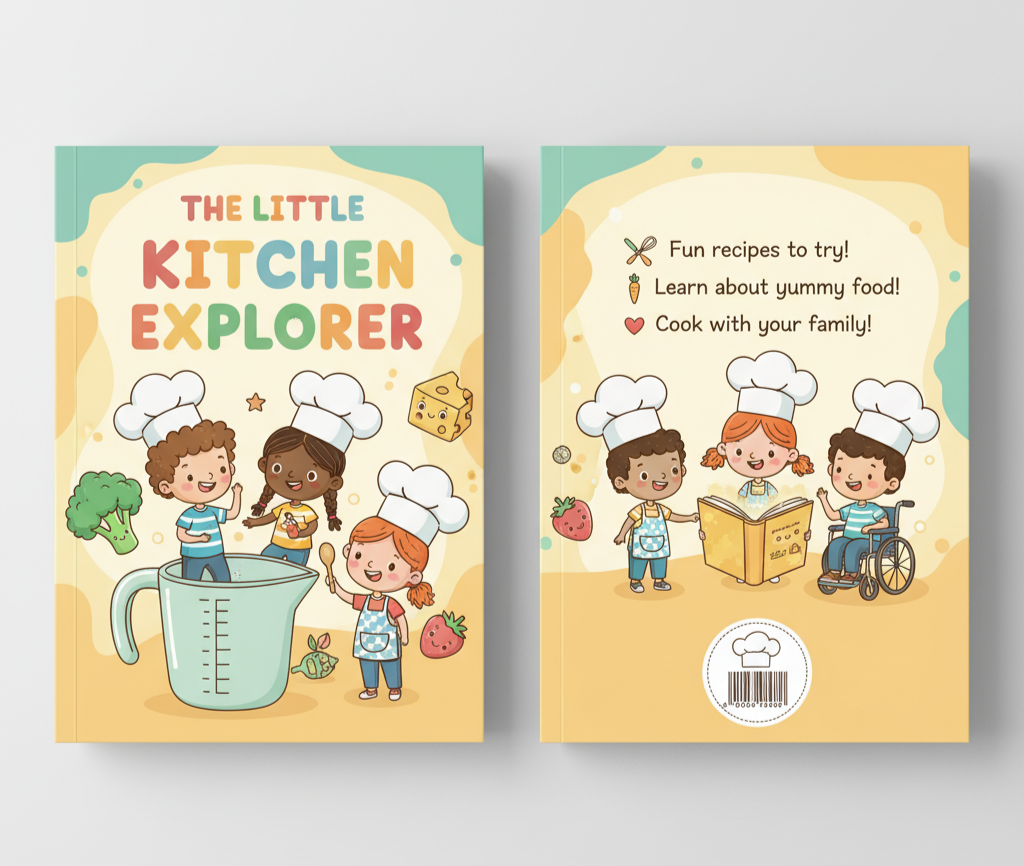 THE LITTLE
KITCHEN
EXPLORER
Fun recipes to try!
Learn about yummy food!
Cook with your family!